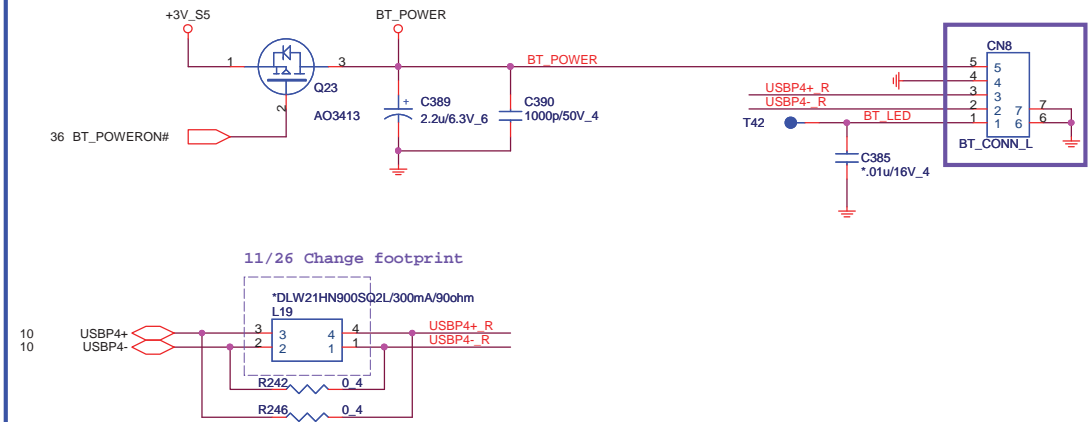 +3V_S5
BT_POWER
1
3
BT_POWER
Q23
2
AO3413
+
C389
2.2u/6.3V_6
C390
1000p/50V_4
36 BT_POWERON#
CN8
5
5
4
4
USBP4+_R
3
3
USBP4-_R
2
2
7
7
T42
BT_LED
1
1
6
6
BT_CONN_L
C385
*.01u/16V_4
11/26 Change footprint
*DLW21HN900SQ2L/300mA/90ohm
L19
10
USBP4+
3
3
4
4
USBP4+_R
10
USBP4-
2
2
1
1
USBP4-_R
R242
0_4
R246
0_4